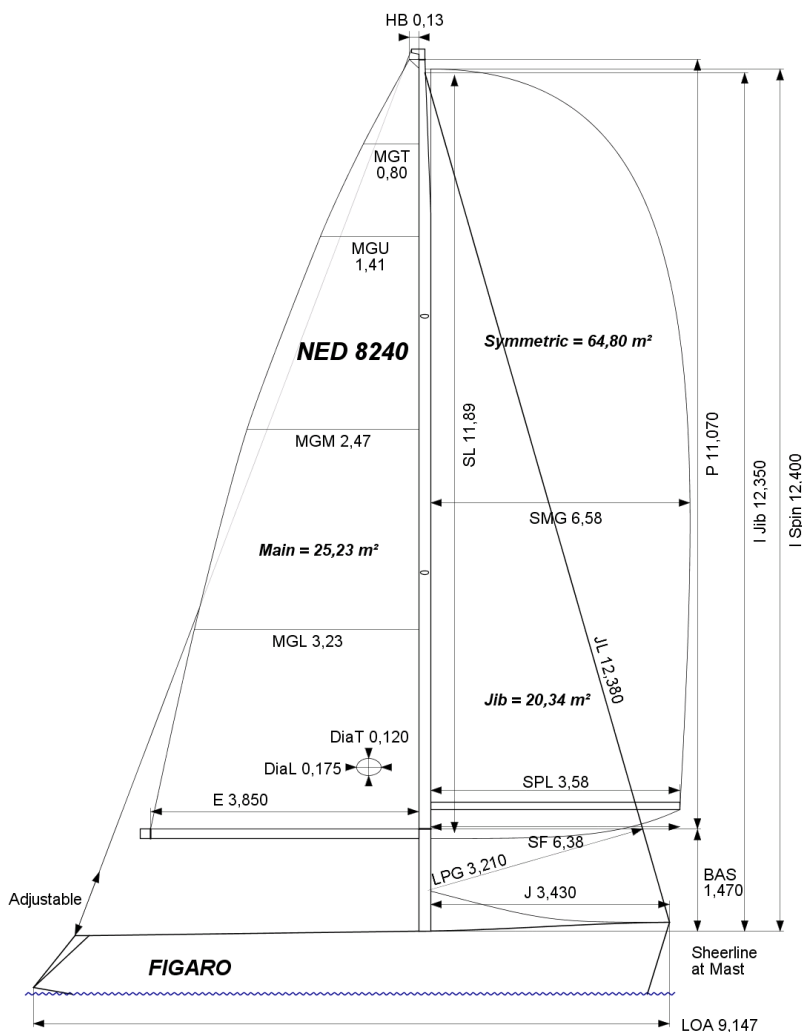 HB 0,13
MGT
0,80
MGU
1,41
NED 8240
Symmetric = 64,80 m²
MGM 2,47
SL 11,89
P 11,070
I Jib 12,350
I Spin 12,400
SMG 6,58
Main = 25,23 m²
MGL 3,23
JL 12,380
Jib = 20,34 m²
DiaT 0,120
DiaL 0,175
SPL 3,58
E 3,850
SF 6,38
LPG 3,210
BAS
1,470
J 3,430
Adjustable
Sheerline
at Mast
FIGARO
LOA 9,147